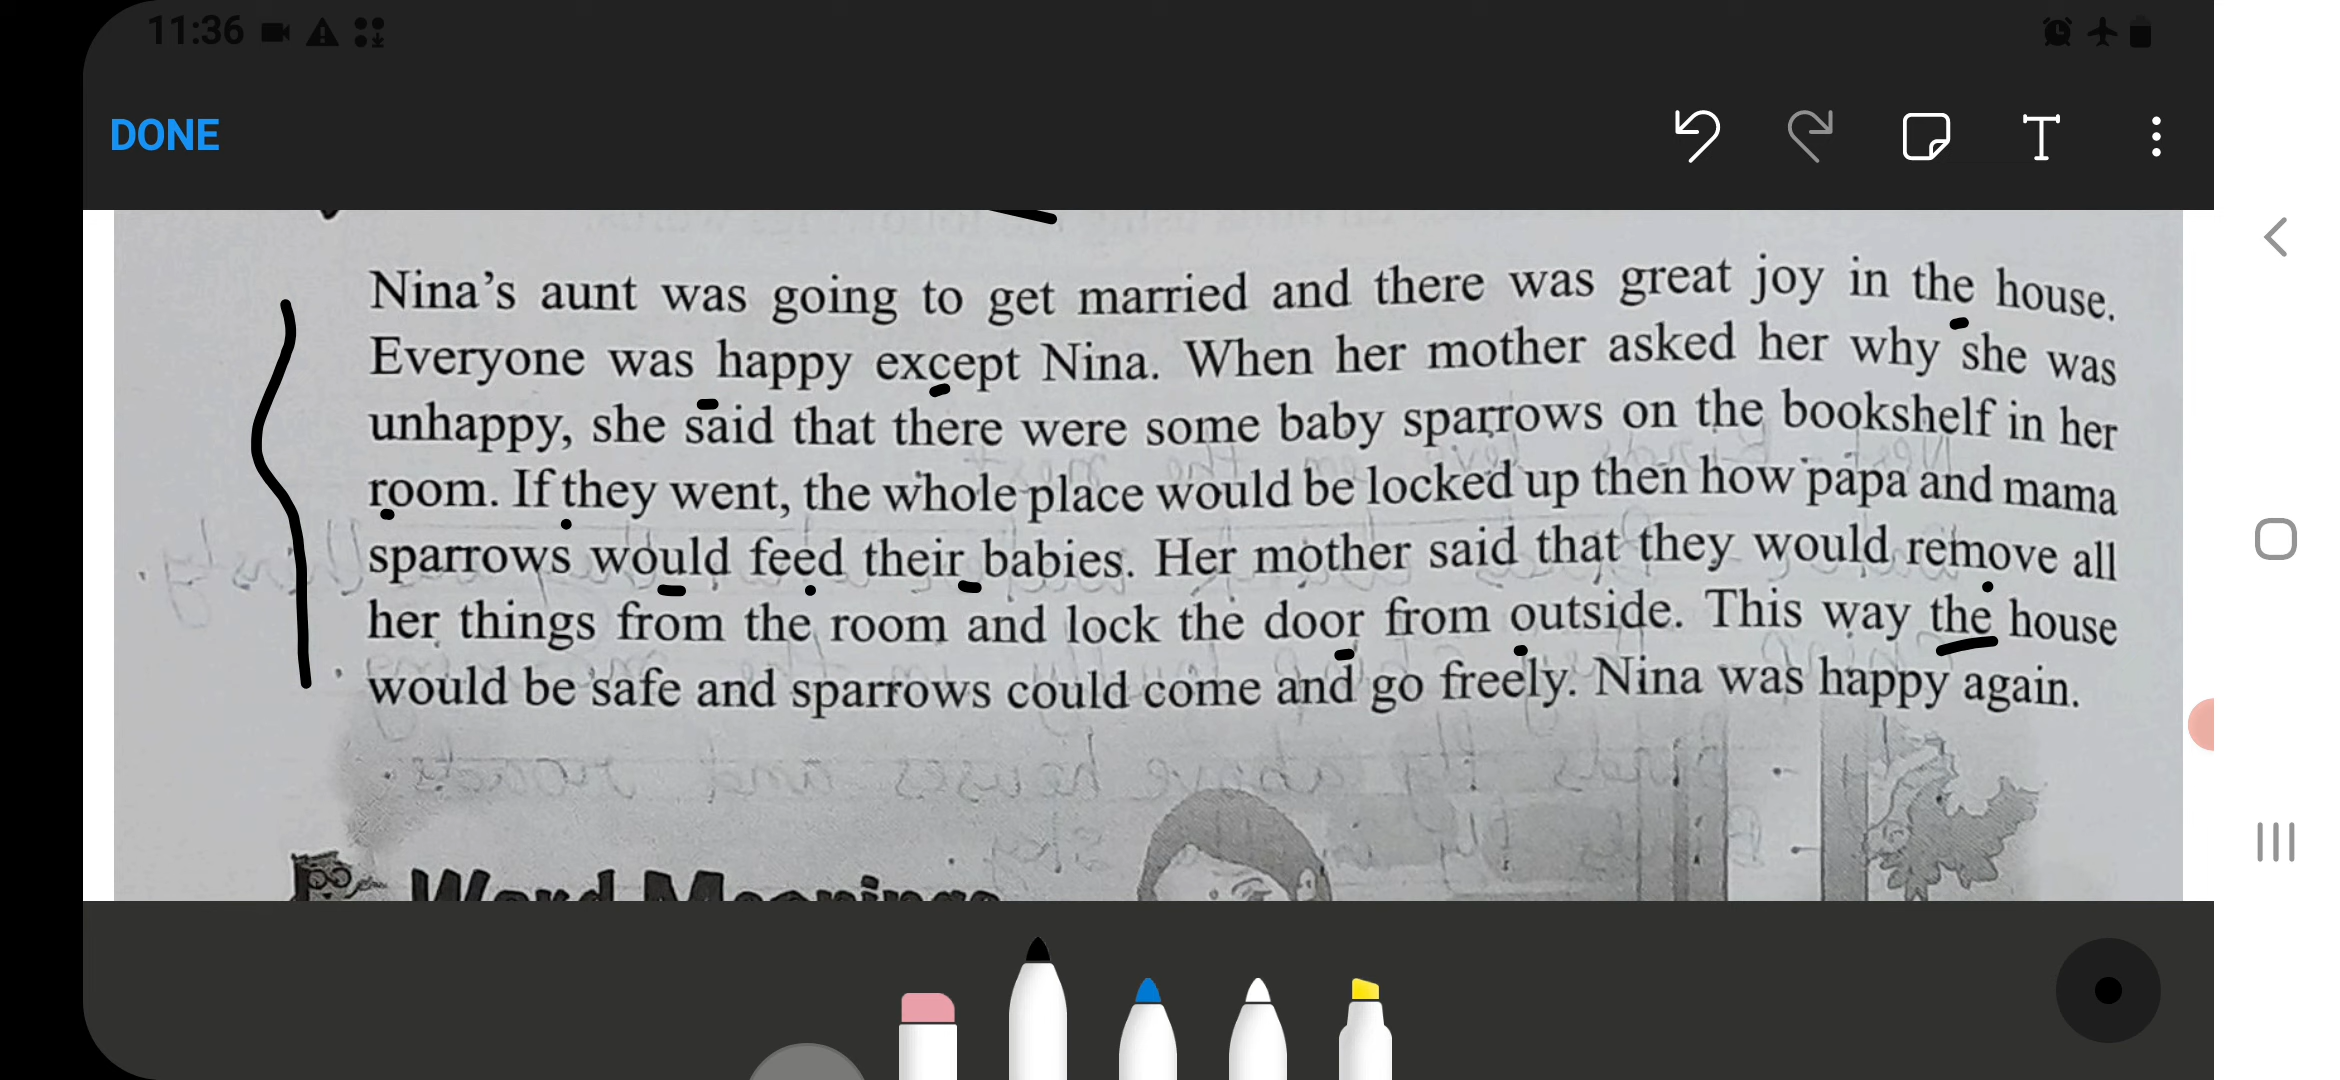 11:36
DONE
Nina's aunt was going to get married and there was great joy in the house.
Everyone was happy except Nina. When her mother asked her why she was
unhappy, she said that there were some baby sparrows on the bookshelf in her
room. If they went, the whole place would be locked up then how papa and mama
sparrows would feed their babies. Her mother said that they would remove all
her things from the room and lock the door from outside. This way the house
would be safe and sparrows could come and go freely. Nina was happy again.
Word Meanings